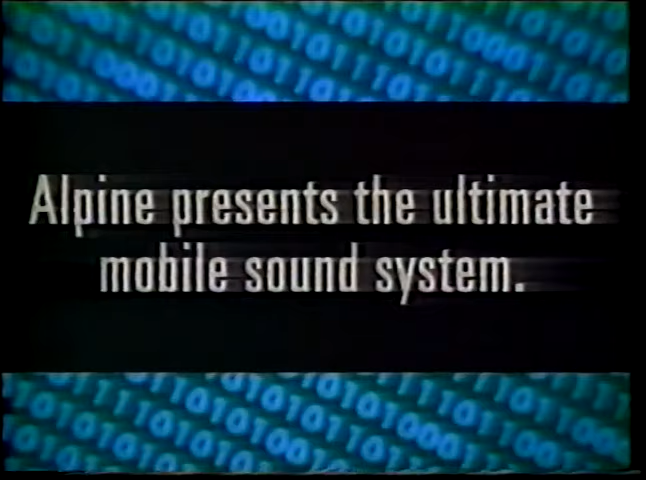 Alpine presents the ultimate
mobile sound system.